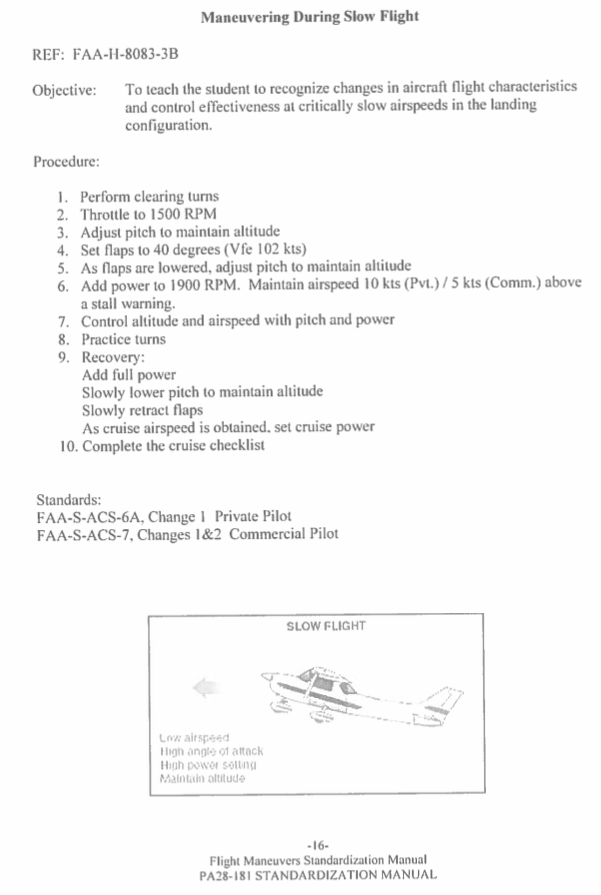 Maneuvering During Slow Flight
REF: FAA-H-8083-3B
Objective: To teach the student to recognize changes in aircraft flight characteristics
and control effectiveness at critically slow airspeeds in the landing
configuration.
Procedure:
1. Perform clearing turns
2. Throttle to 1500 RPM
3. Adjust pitch to maintain altitude
4. Set flaps to 40 degrees (Vfe 102 kts)
5. As flaps are lowered, adjust pitch to maintain altitude
6. Add power to 1900 RPM. Maintain airspeed 10 kts (Pvt.) / 5 kts (Comm.) above
a stall warning.
7. Control altitude and airspeed with pitch and power
8. Practice turns
9. Recovery:
Add full power
Slowly lower pitch to maintain altitude
Slowly retract flaps
As cruise airspeed is obtained, set cruise power
10. Complete the cruise checklist
Standards:
FAA-S-ACS-6A, Change 1 Private Pilot
FAA-S-ACS-7, Changes 1&2 Commercial Pilot
SLOW FLIGHT
Low airspeed
High angle of attack
High power setting
Maintain altitude
-16-
Flight Maneuvers Standardization Manual
PA28-181 STANDARDIZATION MANUAL